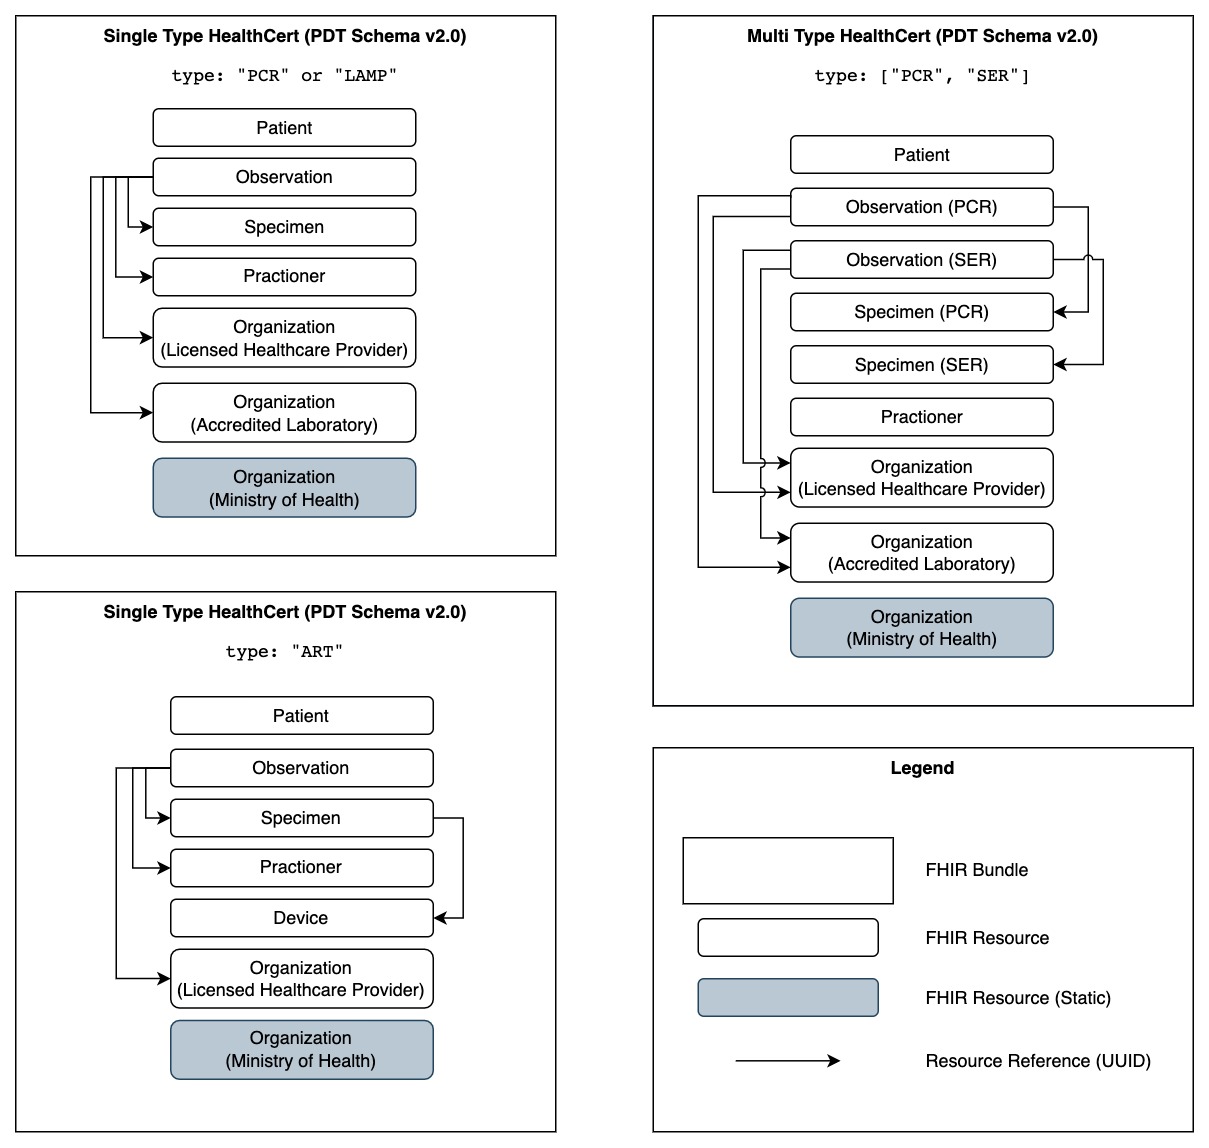 Single Type HealthCert (PDT Schema v2.0)
type: "PCR" or "LAMP"
Patient
Observation
Specimen
Practioner
Organization
(Licensed Healthcare Provider)
Organization
(Accredited Laboratory)
Organization
(Ministry of Health)
Multi Type HealthCert (PDT Schema v2.0)
type: ["PCR", "SER"]
Patient
Observation (PCR)
Observation (SER)
Specimen (PCR)
Specimen (SER)
Practioner
Organization
(Licensed Healthcare Provider)
Organization
(Accredited Laboratory)
Organization
(Ministry of Health)
Single Type HealthCert (PDT Schema v2.0)
type: "ART"
Patient
Observation
Specimen
Practioner
Device
Organization
(Licensed Healthcare Provider)
Organization
(Ministry of Health)
Legend
FHIR Bundle
FHIR Resource
FHIR Resource (Static)
Resource Reference (UUID)